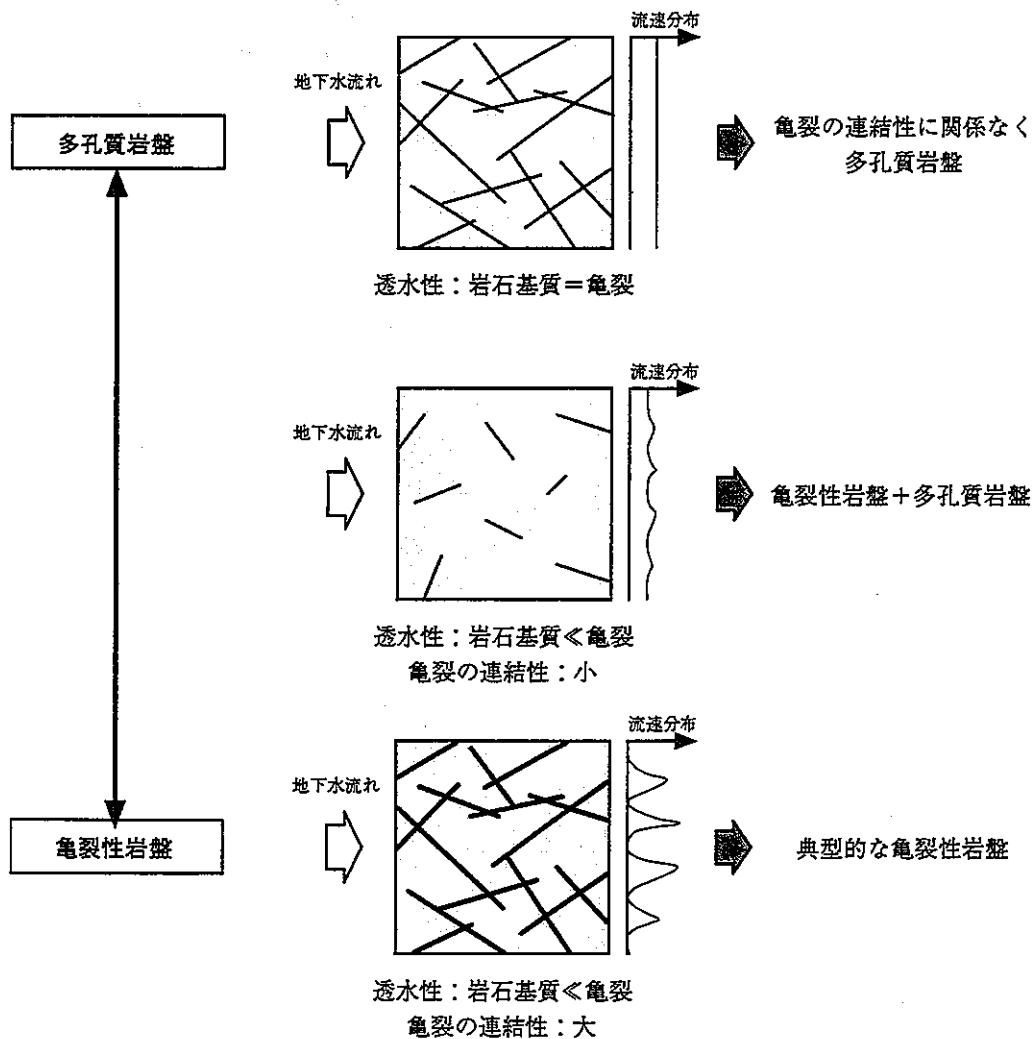 流速分布
地下水流れ
多孔質岩盤
亀裂の連結性に関係なく
多孔質岩盤
透水性：岩石基質＝亀裂
流速分布
地下水流れ
亀裂性岩盤＋多孔質岩盤
透水性：岩石基質≪亀裂
亀裂の連結性：小
流速分布
地下水流れ
亀裂性岩盤
典型的な亀裂性岩盤
透水性：岩石基質≪亀裂
亀裂の連結性：大